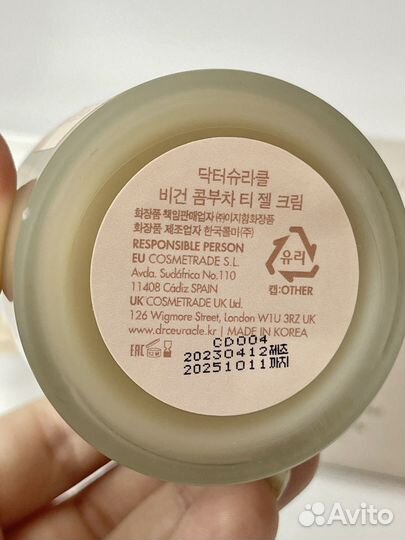 닥터슈라클
비건 콤부차 티 젤 크림
화장품 책임판매업자 ㈜이지함화장품
화장품 제조업자 한국콜마(주)
RESPONSIBLE PERSON
EU COSMETRADE S.L
Avda. Sudáfrica No.110
11408 Cádiz SPAIN
UK COSMETRADE UK Ltd.
126 Wigmore Street, London W1U 3RZ UK
www.drceuracle.kr | MADE IN KOREA
유리
캡:OTHER
EAC 12M
CD004
20230412제조
20251011까지
Avito